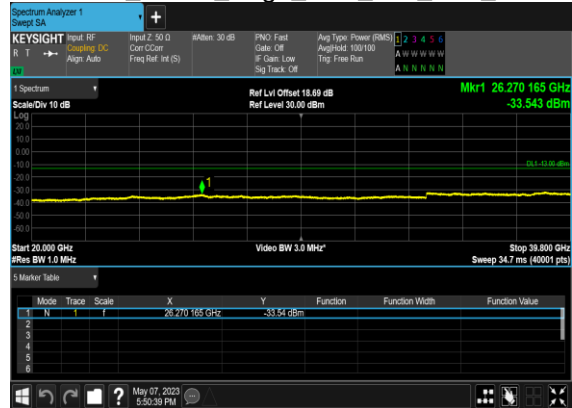 Spectrum Analyzer 1
Swept SA
+
KEYSIGHT Input: RF Input Z: 50 Ω #Atten: 30 dB PNO: Fast Avg Type: Power (RMS) 1 2 3 4 5 6
R T Coupling: DC Corr CCorr Gate: Off Avg|Hold: 100/100 A W W W W W
Align: Auto Freq Ref: Int (S) IF Gain: Low Trig: Free Run
Sig Track: Off A N N N N N
1 Spectrum Ref Lvl Offset 18.69 dB Mkr1 26.270 165 GHz
Scale/Div 10 dB Ref Level 30.00 dBm -33.543 dBm
Log
20.0
10.0
0.00
-10.0 DL1 -13.00 dBm
-20.0 1
-30.0
-40.0
-50.0
-60.0
Start 20.000 GHz Video BW 3.0 MHz* Stop 39.800 GHz
#Res BW 1.0 MHz Sweep 34.7 ms (40001 pts)
5 Marker Table
Mode Trace Scale X Y Function Function Width Function Value
1 N 1 f 26.270 165 GHz -33.54 dBm
2
3
4
5
6
? May 07, 2023
5:50:39 PM